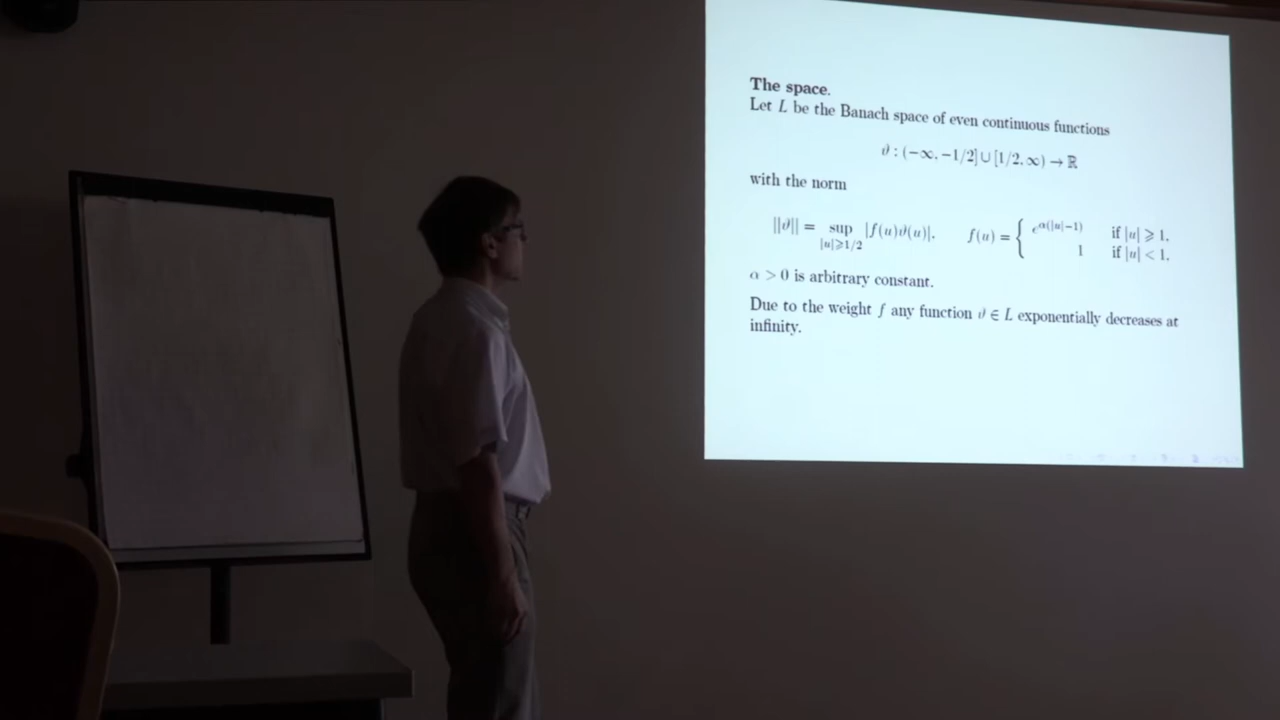 The space.
Let L be the Banach space of even continuous functions
ϑ : (−∞, −1/2] ∪ [1/2, ∞) → ℝ
with the norm
||ϑ|| = sup |f(u)ϑ(u)|, f(u) = { e^{α(|u|−1)} if |u| ⩾ 1,
|u|⩾1/2 1 if |u| < 1.
α > 0 is arbitrary constant.
Due to the weight f any function ϑ ∈ L exponentially decreases at
infinity.